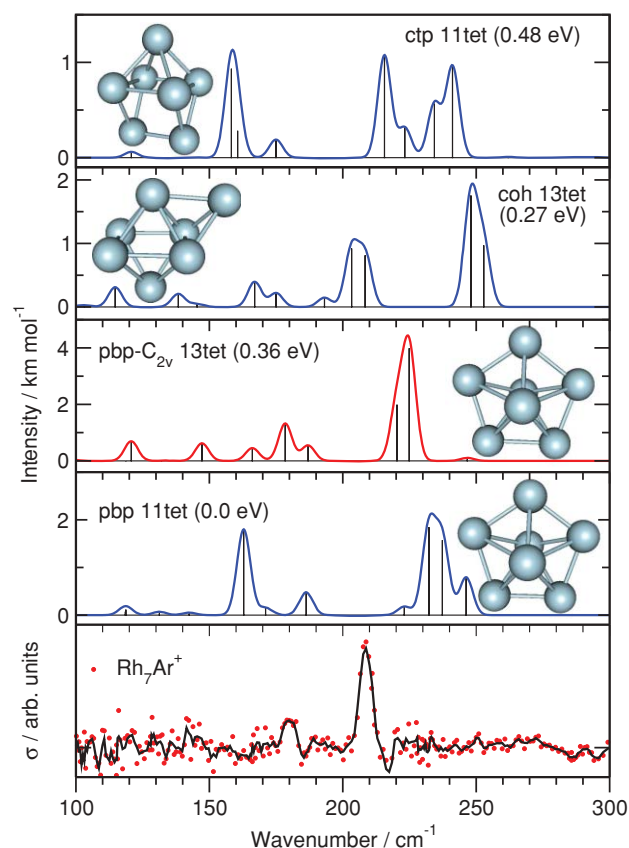 ctp 11tet (0.48 eV)
1
0
2
coh 13tet
(0.27 eV)
1
0
pbp-C₂ᵥ 13tet (0.36 eV)
4
2
0
pbp 11tet (0.0 eV)
2
0
Intensity / km mol⁻¹
Rh₇Ar⁺
σ / arb. units
100 150 200 250 300
Wavenumber / cm⁻¹